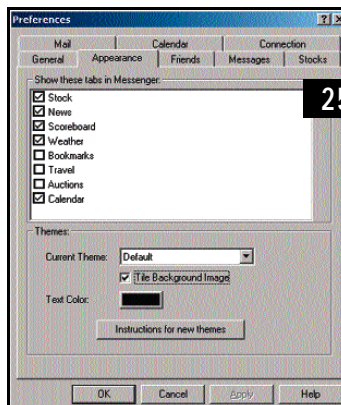 Preferences
Mail Calendar Connection
General Appearance Friends Messages Stocks
Show these tabs in Messenger:
Stock
News
Scoreboard
Weather
Bookmarks
Travel
Auctions
Calendar
25
Themes:
Current Theme: Default
Tile Background Image
Text Color:
Instructions for new themes
OK Cancel Apply Help